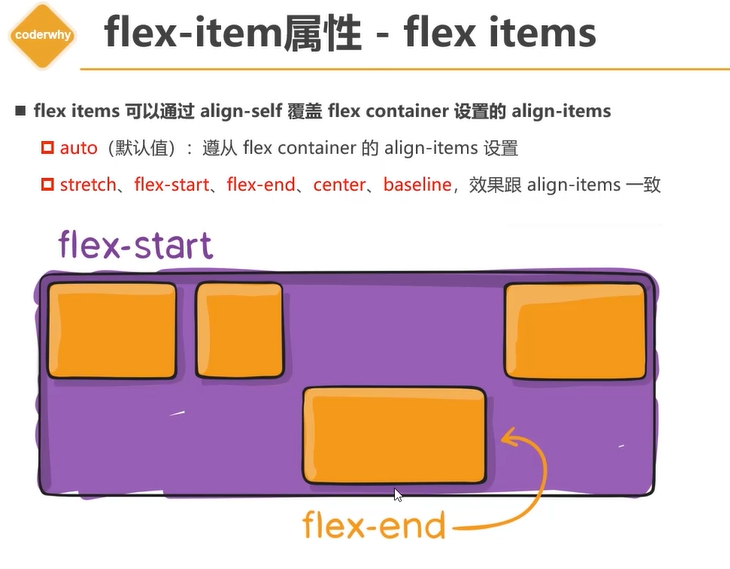 coderwhy
flex-item属性 - flex items
flex items 可以通过 align-self 覆盖 flex container 设置的 align-items
auto（默认值）：遵从 flex container 的 align-items 设置
stretch、flex-start、flex-end、center、baseline，效果跟 align-items 一致
flex-start
flex-end